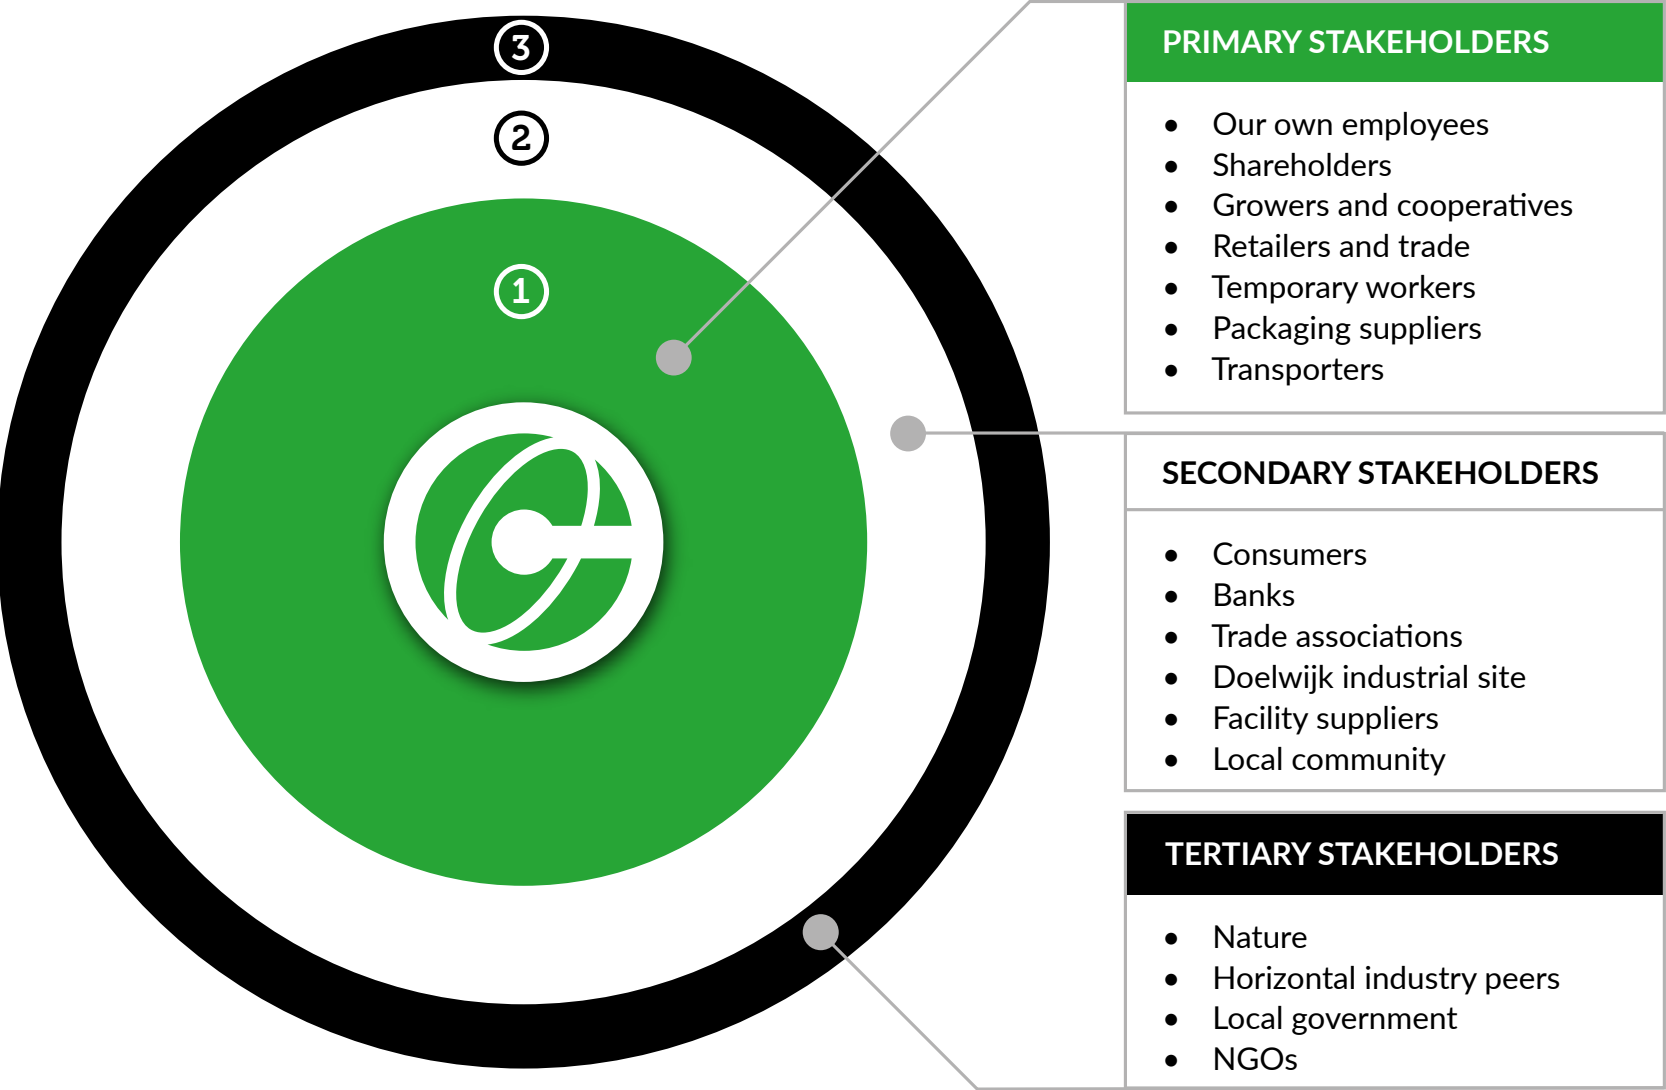 3
2
1
PRIMARY STAKEHOLDERS
• Our own employees
• Shareholders
• Growers and cooperatives
• Retailers and trade
• Temporary workers
• Packaging suppliers
• Transporters
SECONDARY STAKEHOLDERS
• Consumers
• Banks
• Trade associations
• Doelwijk industrial site
• Facility suppliers
• Local community
TERTIARY STAKEHOLDERS
• Nature
• Horizontal industry peers
• Local government
• NGOs